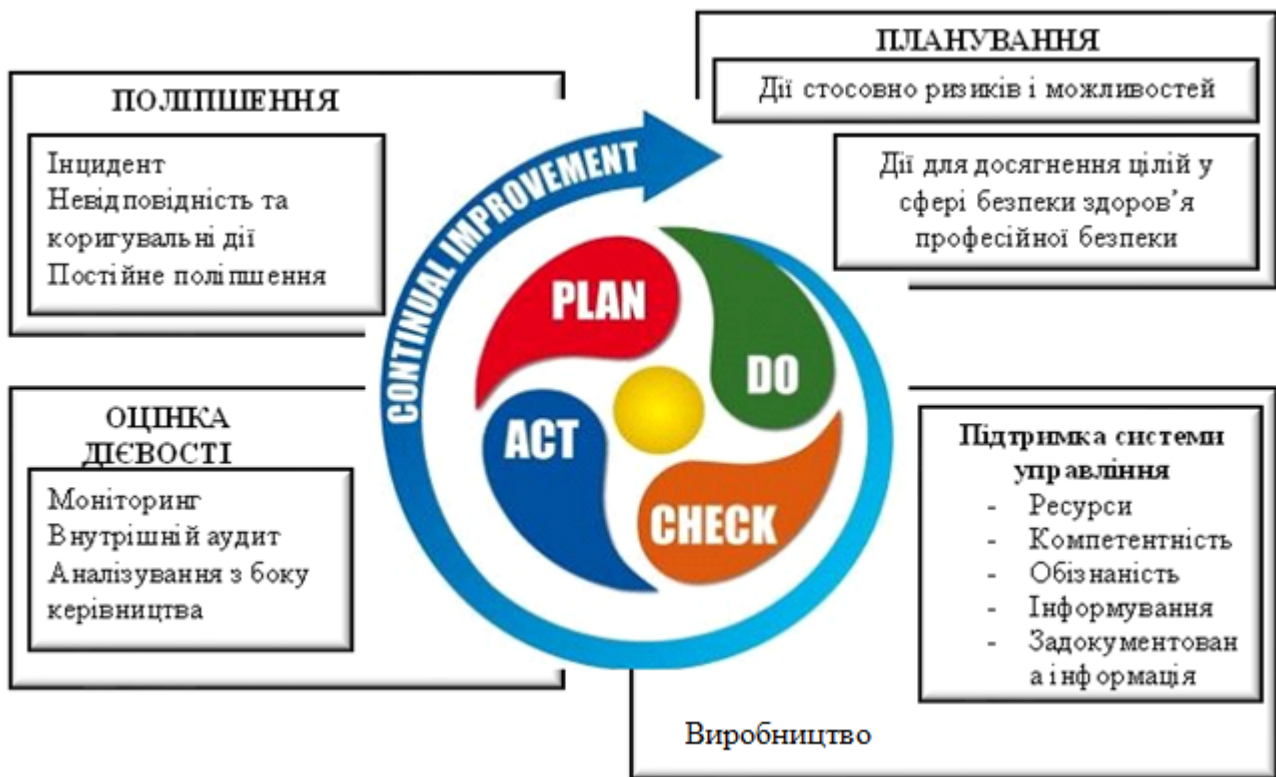 ПЛАНУВАННЯ
Дії стосовно ризиків і можливостей
Дії для досягнення цілій у
сфері безпеки здоров’я
професійної безпеки
ПОЛІПШЕННЯ
Інцидент
Невідповідність та
коригувальні дії
Постійне поліпшення
CONTINUAL IMPROVEMENT
PLAN
DO
ACT
CHECK
ОЦІНКА
ДІЄВОСТІ
Моніторинг
Внутрішній аудит
Аналізування з боку
керівництва
Підтримка системи
управління
- Ресурси
- Компетентність
- Обізнаність
- Інформування
- Задокументован
а інформація
Виробництво